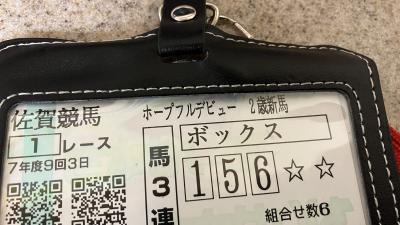 佐賀競馬
1 レース
7年度9回3日
ホープフルデビュー 2歳新馬
馬3連
ボックス
1 5 6 ☆ ☆
組合せ数6